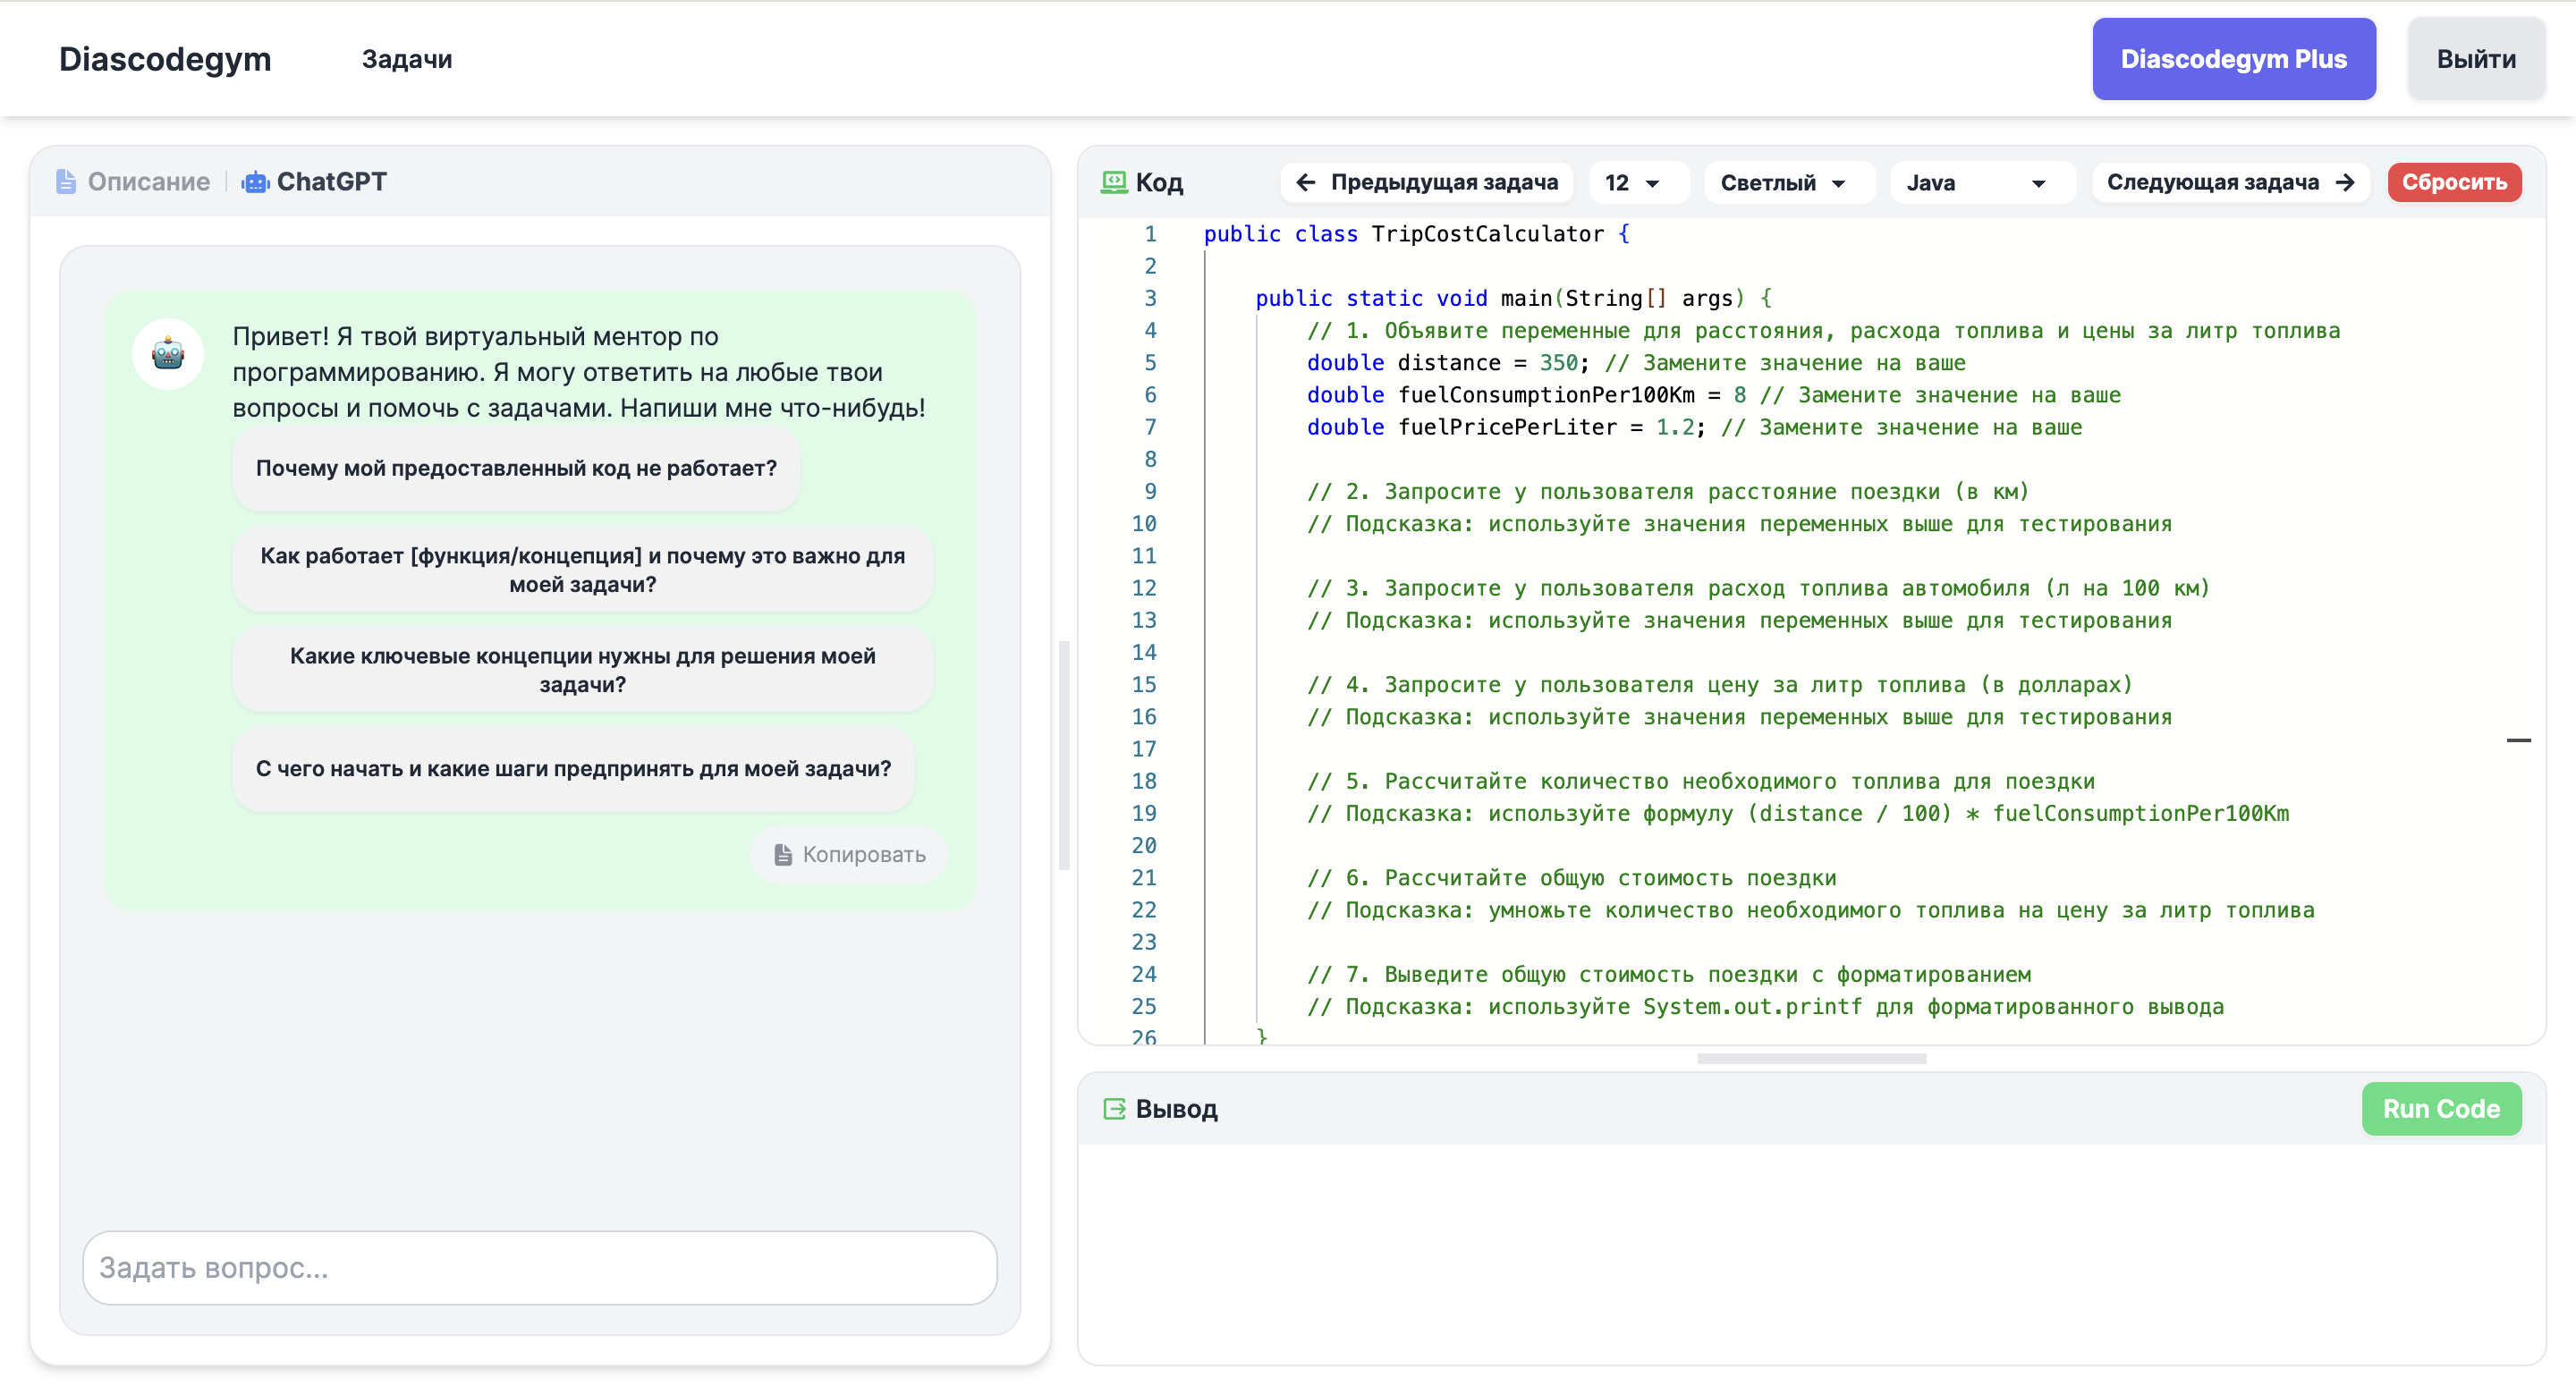 Diascodegym
Задачи
Diascodegym Plus
Выйти
Описание
ChatGPT
Привет! Я твой виртуальный ментор по
программированию. Я могу ответить на любые твои
вопросы и помочь с задачами. Напиши мне что-нибудь!
Почему мой предоставленный код не работает?
Как работает [функция/концепция] и почему это важно для
моей задачи?
Какие ключевые концепции нужны для решения моей
задачи?
С чего начать и какие шаги предпринять для моей задачи?
Копировать
Задать вопрос...
Код
Предыдущая задача
12
Светлый
Java
Следующая задача
Сбросить
1 public class TripCostCalculator {
2
3 public static void main(String[] args) {
4 // 1. Объявите переменные для расстояния, расхода топлива и цены за литр топлива
5 double distance = 350; // Замените значение на ваше
6 double fuelConsumptionPer100Km = 8 // Замените значение на ваше
7 double fuelPricePerLiter = 1.2; // Замените значение на ваше
8
9 // 2. Запросите у пользователя расстояние поездки (в км)
10 // Подсказка: используйте значения переменных выше для тестирования
11
12 // 3. Запросите у пользователя расход топлива автомобиля (л на 100 км)
13 // Подсказка: используйте значения переменных выше для тестирования
14
15 // 4. Запросите у пользователя цену за литр топлива (в долларах)
16 // Подсказка: используйте значения переменных выше для тестирования
17
18 // 5. Рассчитайте количество необходимого топлива для поездки
19 // Подсказка: используйте формулу (distance / 100) * fuelConsumptionPer100Km
20
21 // 6. Рассчитайте общую стоимость поездки
22 // Подсказка: умножьте количество необходимого топлива на цену за литр топлива
23
24 // 7. Выведите общую стоимость поездки с форматированием
25 // Подсказка: используйте System.out.printf для форматированного вывода
26 }
Вывод
Run Code